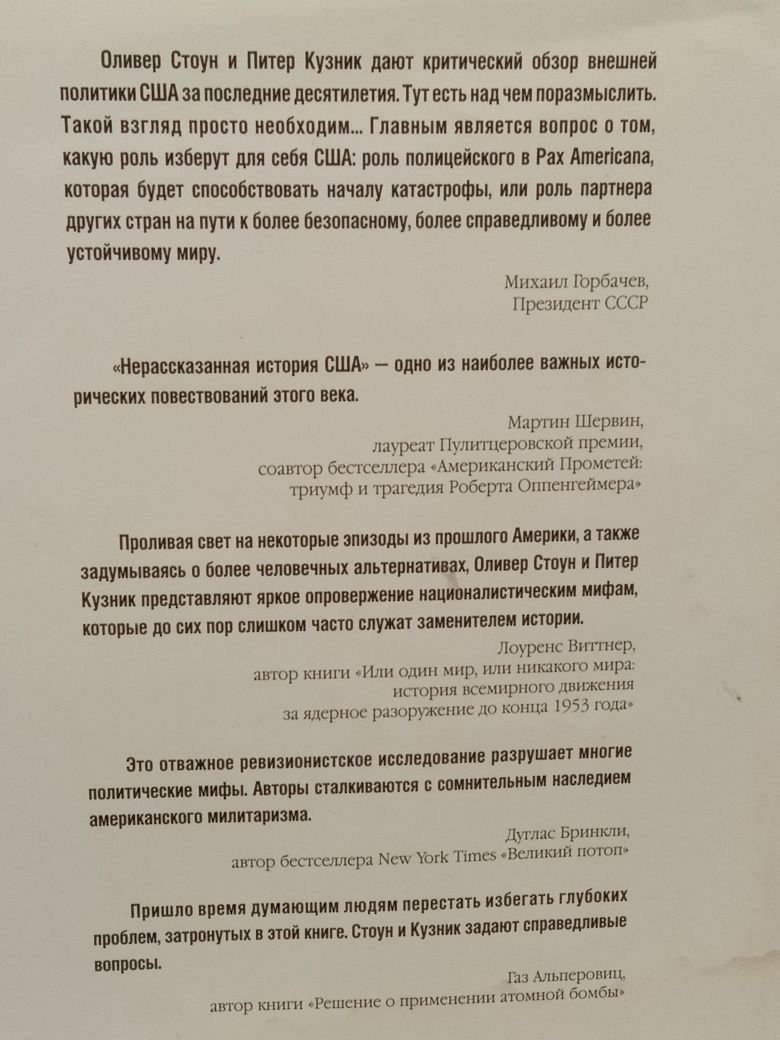 Оливер Стоун и Питер Кузник дают критический обзор внешней
политики США за последние десятилетия. Тут есть над чем поразмыслить.
Такой взгляд просто необходим... Главным является вопрос о том,
какую роль изберут для себя США: роль полицейского в Pax Americana,
которая будет способствовать началу катастрофы, или роль партнера
других стран на пути к более безопасному, более справедливому и более
устойчивому миру.
Михаил Горбачев,
Президент СССР
«Нерассказанная история США» — одно из наиболее важных исто-
рических повествований этого века.
Мартин Шервин,
лауреат Пулитцеровской премии,
соавтор бестселлера «Американский Прометей:
триумф и трагедия Роберта Оппенгеймера»
Проливая свет на некоторые эпизоды из прошлого Америки, а также
задумываясь о более человечных альтернативах, Оливер Стоун и Питер
Кузник представляют яркое опровержение националистическим мифам,
которые до сих пор слишком часто служат заменителем истории.
Лоуренс Виттнер,
автор книги «Или один мир, или никакого мира:
история всемирного движения
за ядерное разоружение до конца 1953 года»
Это отважное ревизионистское исследование разрушает многие
политические мифы. Авторы сталкиваются с сомнительным наследием
американского милитаризма.
Дуглас Бринкли,
автор бестселлера New York Times «Великий потоп»
Пришло время думающим людям перестать избегать глубоких
проблем, затронутых в этой книге. Стоун и Кузник задают справедливые
вопросы.
Газ Альперовиц,
автор книги «Решение о применении атомной бомбы»